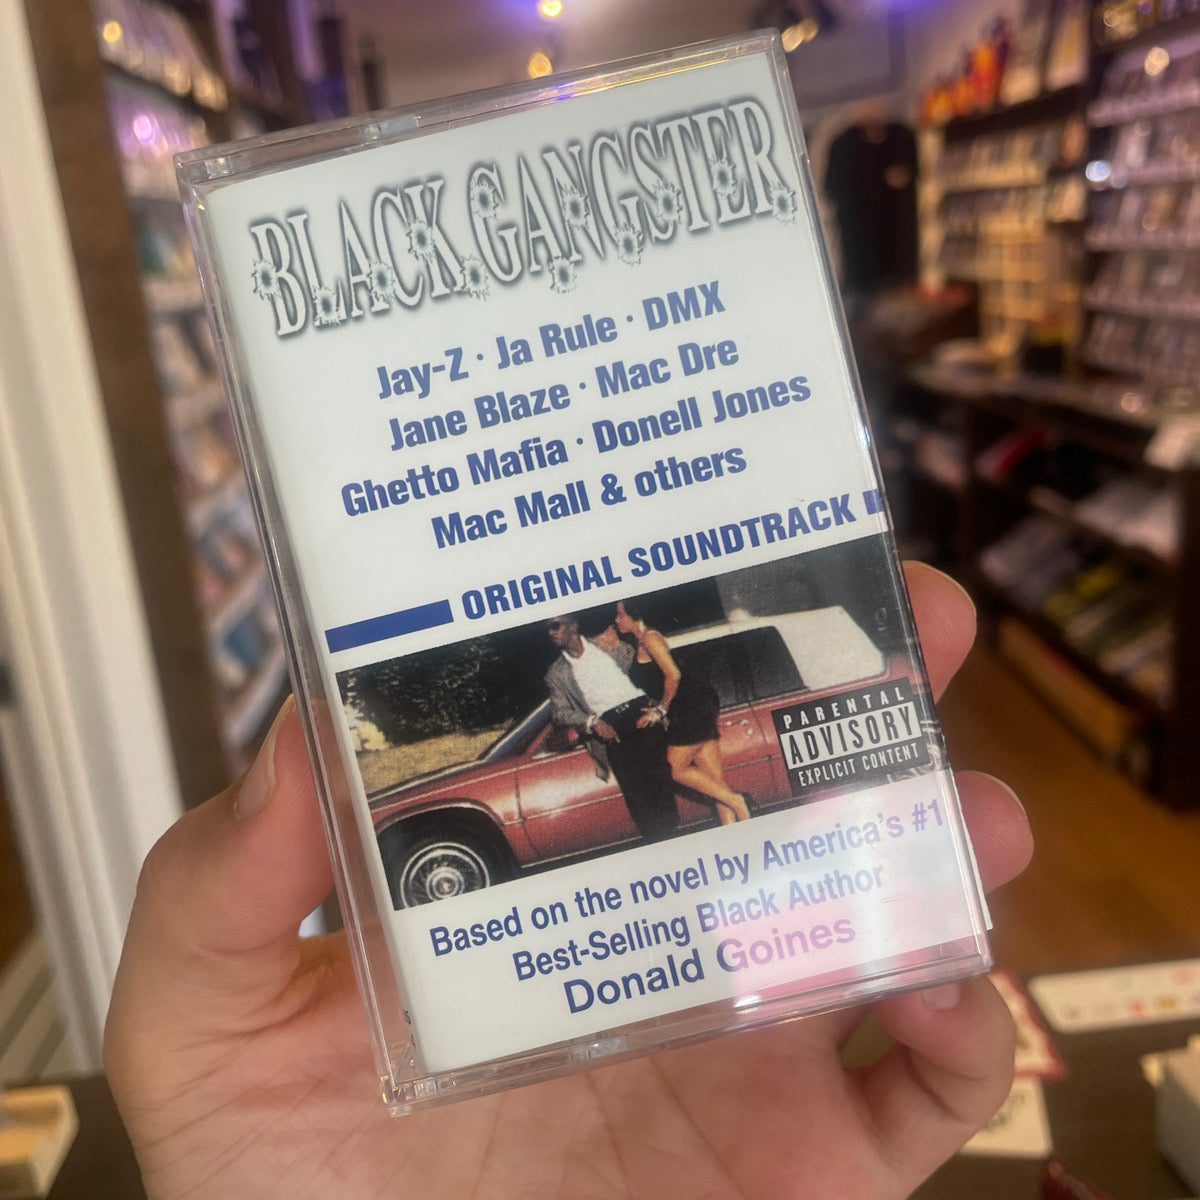 BLACK GANGSTER
Jay-Z · Ja Rule · DMX
Jane Blaze · Mac Dre
Ghetto Mafia · Donell Jones
Mac Mall & others
ORIGINAL SOUNDTRACK
PARENTAL
ADVISORY
EXPLICIT CONTENT
Based on the novel by America's #1
Best-Selling Black Author
Donald Goines